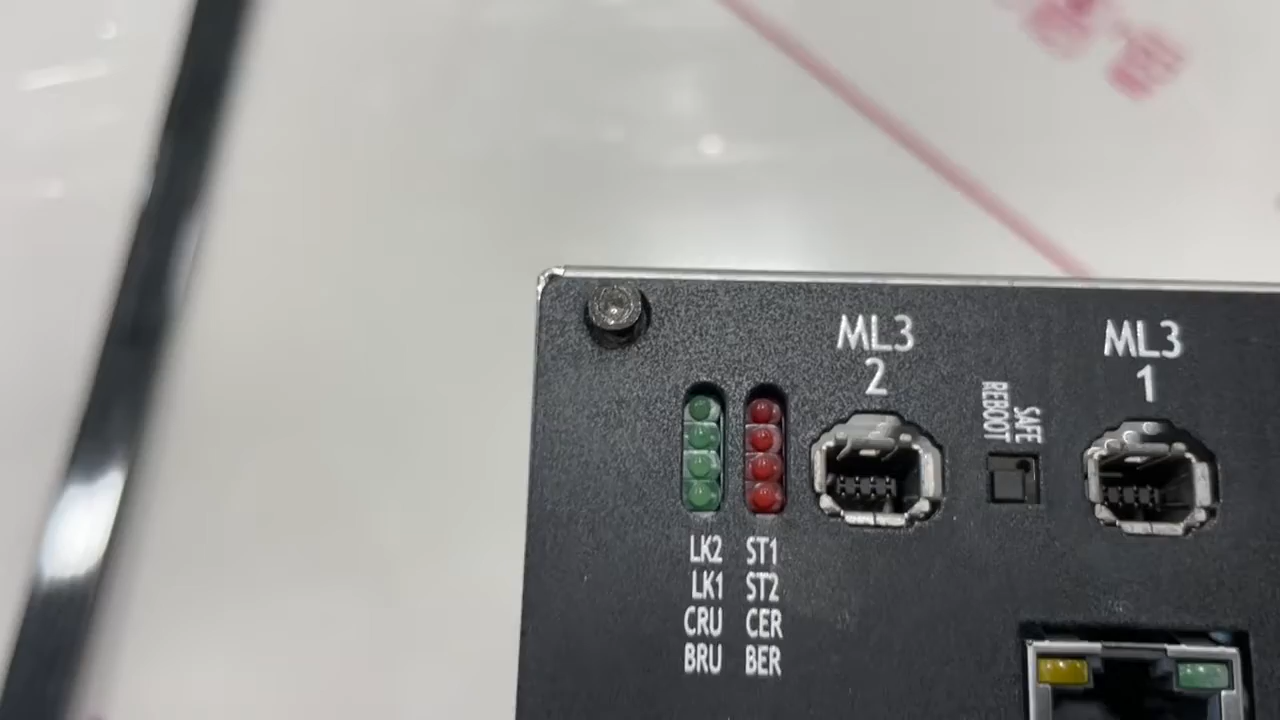 ML3
2
ML3
1
SAFE
REBOOT
LK2 ST1
LK1 ST2
CRU CER
BRU BER